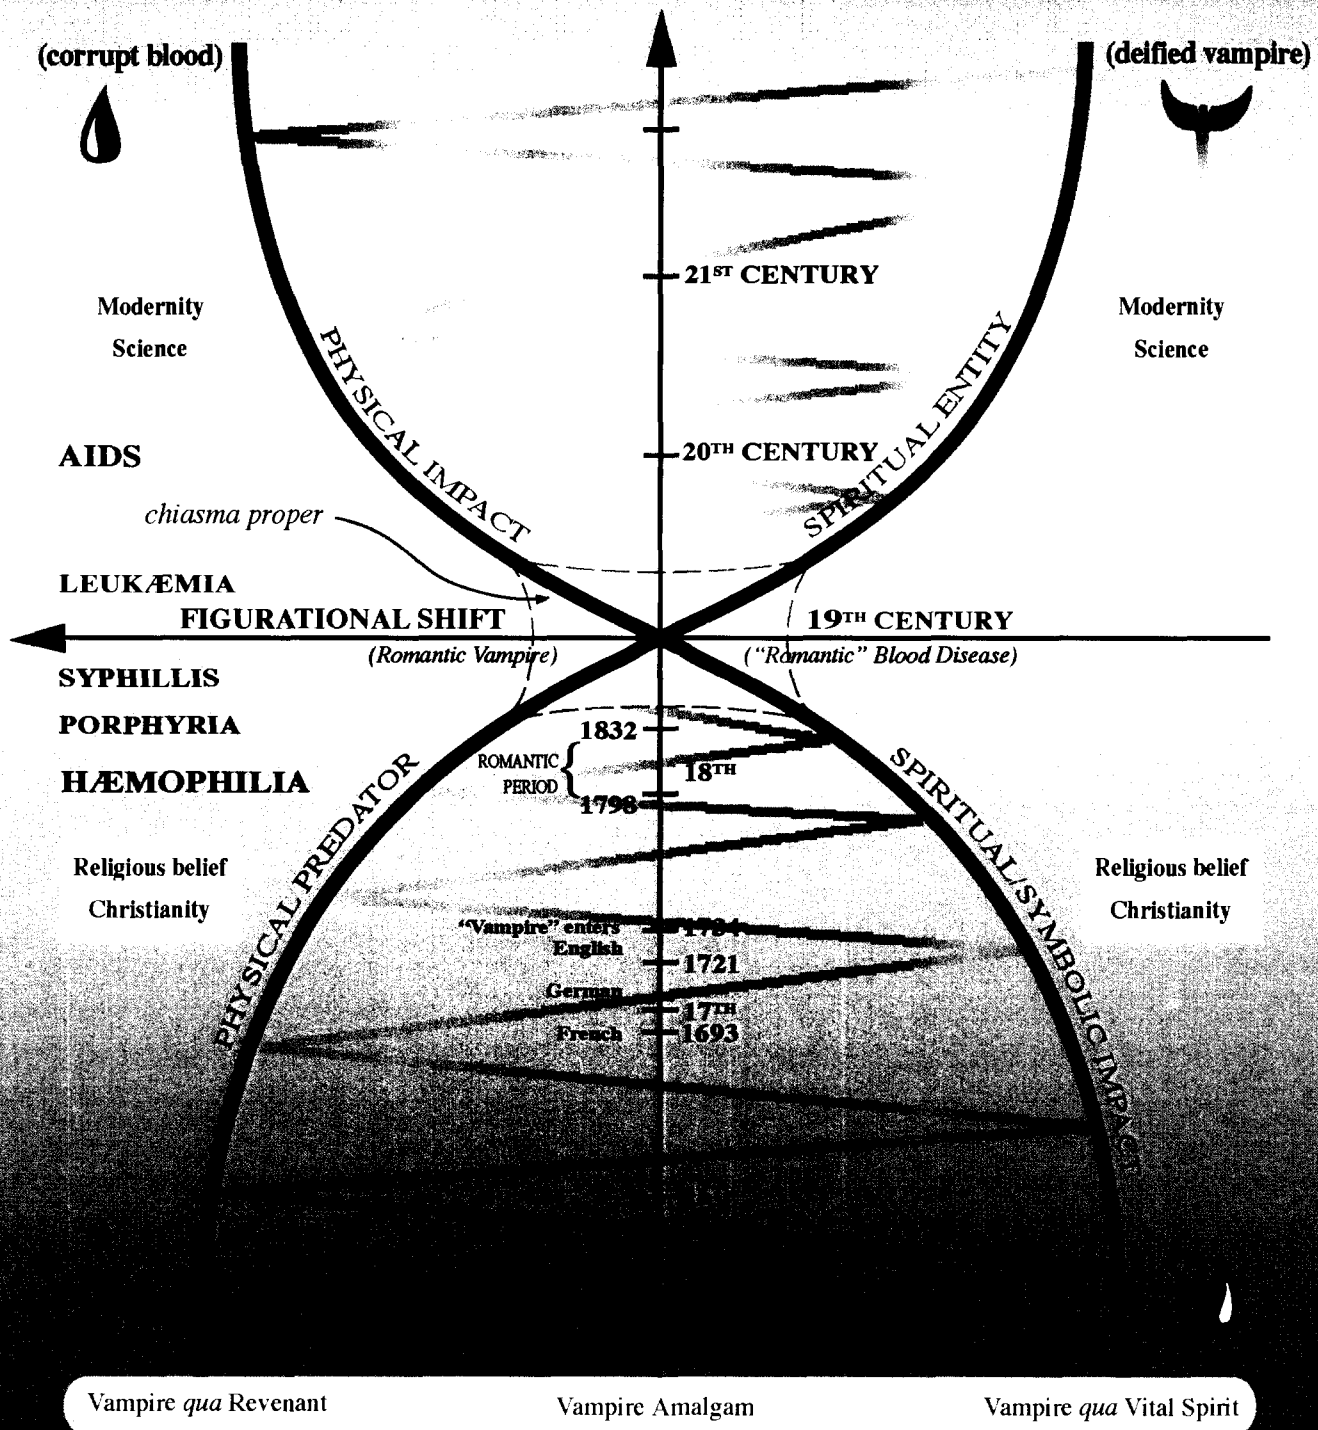 (corrupt blood)
(deified vampire)
21ST CENTURY
Modernity
Science
Modernity
Science
PHYSICAL IMPACT
SPIRITUAL ENTITY
20TH CENTURY
AIDS
chiasma proper
LEUKÆMIA
FIGURATIONAL SHIFT
19TH CENTURY
(Romantic Vampire)
("Romantic" Blood Disease)
SYPHILLIS
PORPHYRIA
HÆMOPHILIA
1832
ROMANTIC
PERIOD
18TH
1798
PHYSICAL PREDATOR
SPIRITUAL/SYMBOLIC IMPACT
Religious belief
Christianity
Religious belief
Christianity
"Vampire" enters
English
1734
1721
German
17TH
French
1693
Vampire qua Revenant
Vampire Amalgam
Vampire qua Vital Spirit